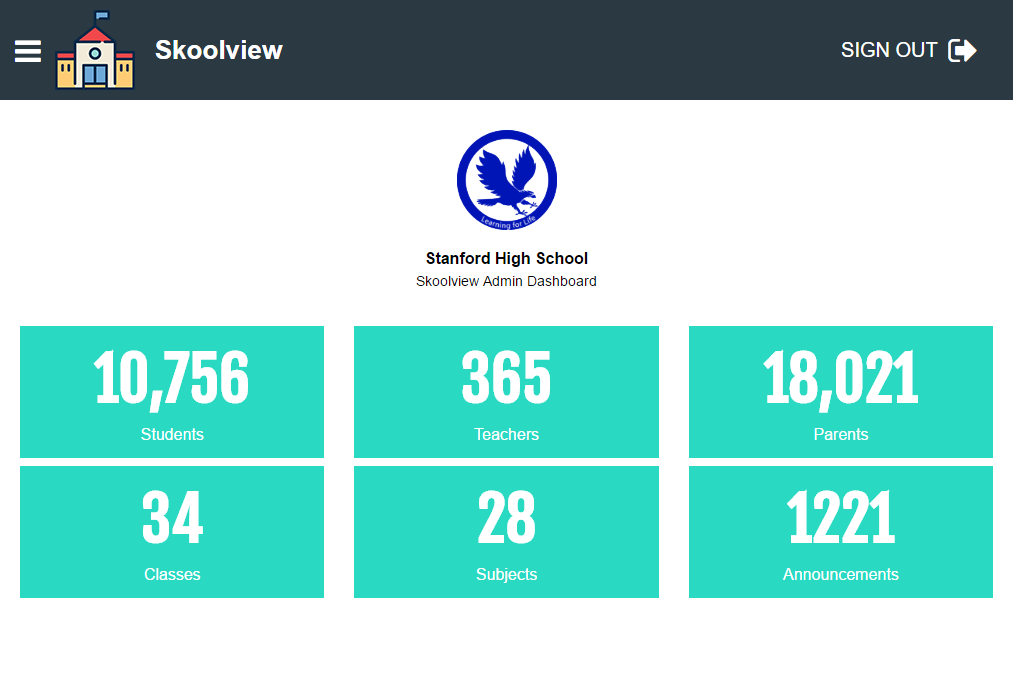 Skoolview
SIGN OUT
Learning for Life
Stanford High School
Skoolview Admin Dashboard
10,756
Students
365
Teachers
18,021
Parents
34
Classes
28
Subjects
1221
Announcements